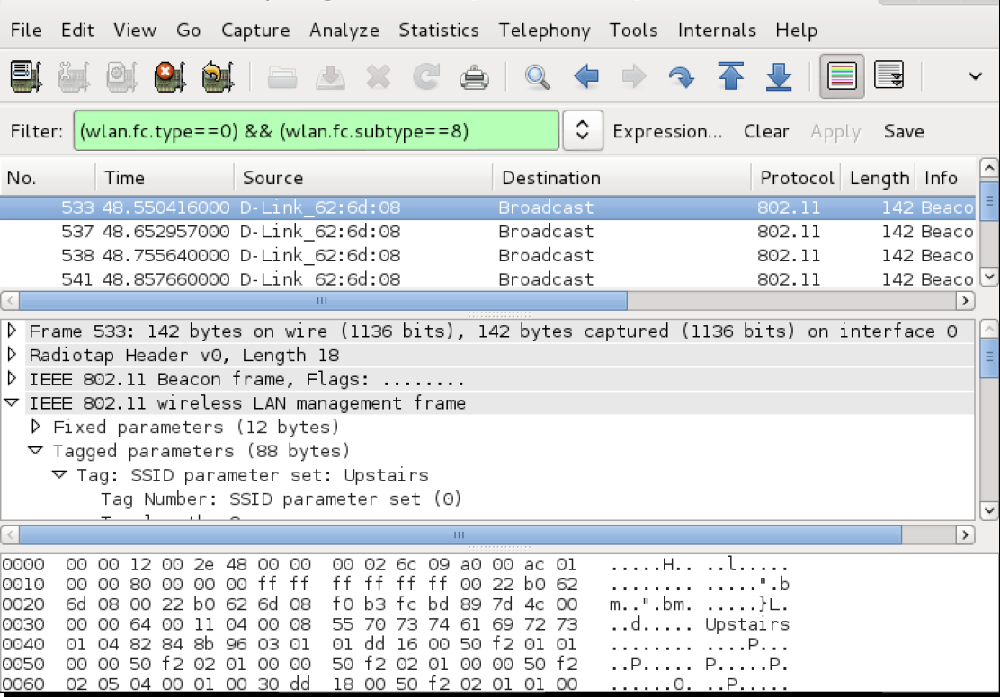 File Edit View Go Capture Analyze Statistics Telephony Tools Internals Help
Filter: (wlan.fc.type==0) && (wlan.fc.subtype==8) Expression... Clear Apply Save
No. Time Source Destination Protocol Length Info
533 48.550416000 D-Link_62:6d:08 Broadcast 802.11 142 Beaco
537 48.652957000 D-Link_62:6d:08 Broadcast 802.11 142 Beaco
538 48.755640000 D-Link_62:6d:08 Broadcast 802.11 142 Beaco
541 48.857660000 D-Link_62:6d:08 Broadcast 802.11 142 Beaco
Frame 533: 142 bytes on wire (1136 bits), 142 bytes captured (1136 bits) on interface 0
Radiotap Header v0, Length 18
IEEE 802.11 Beacon frame, Flags: ........
IEEE 802.11 wireless LAN management frame
Fixed parameters (12 bytes)
Tagged parameters (88 bytes)
Tag: SSID parameter set: Upstairs
Tag Number: SSID parameter set (0)
0000 00 00 12 00 2e 48 00 00 00 02 6c 09 a0 00 ac 01 .....H.. ..l.....
0010 00 00 80 00 00 00 ff ff ff ff ff ff 00 22 b0 62 ........ .....".b
0020 6d 08 00 22 b0 62 6d 08 f0 b3 fc bd 89 7d 4c 00 m..".bm. .....}L.
0030 00 00 64 00 11 04 00 08 55 70 73 74 61 69 72 73 ..d..... Upstairs
0040 01 04 82 84 8b 96 03 01 01 dd 16 00 50 f2 01 01 ........ ....P...
0050 00 00 50 f2 02 01 00 00 50 f2 02 01 00 00 50 f2 ..P..... P.....P.
0060 02 05 04 00 01 00 30 dd 18 00 50 f2 02 01 01 00 ......0. ..P.....